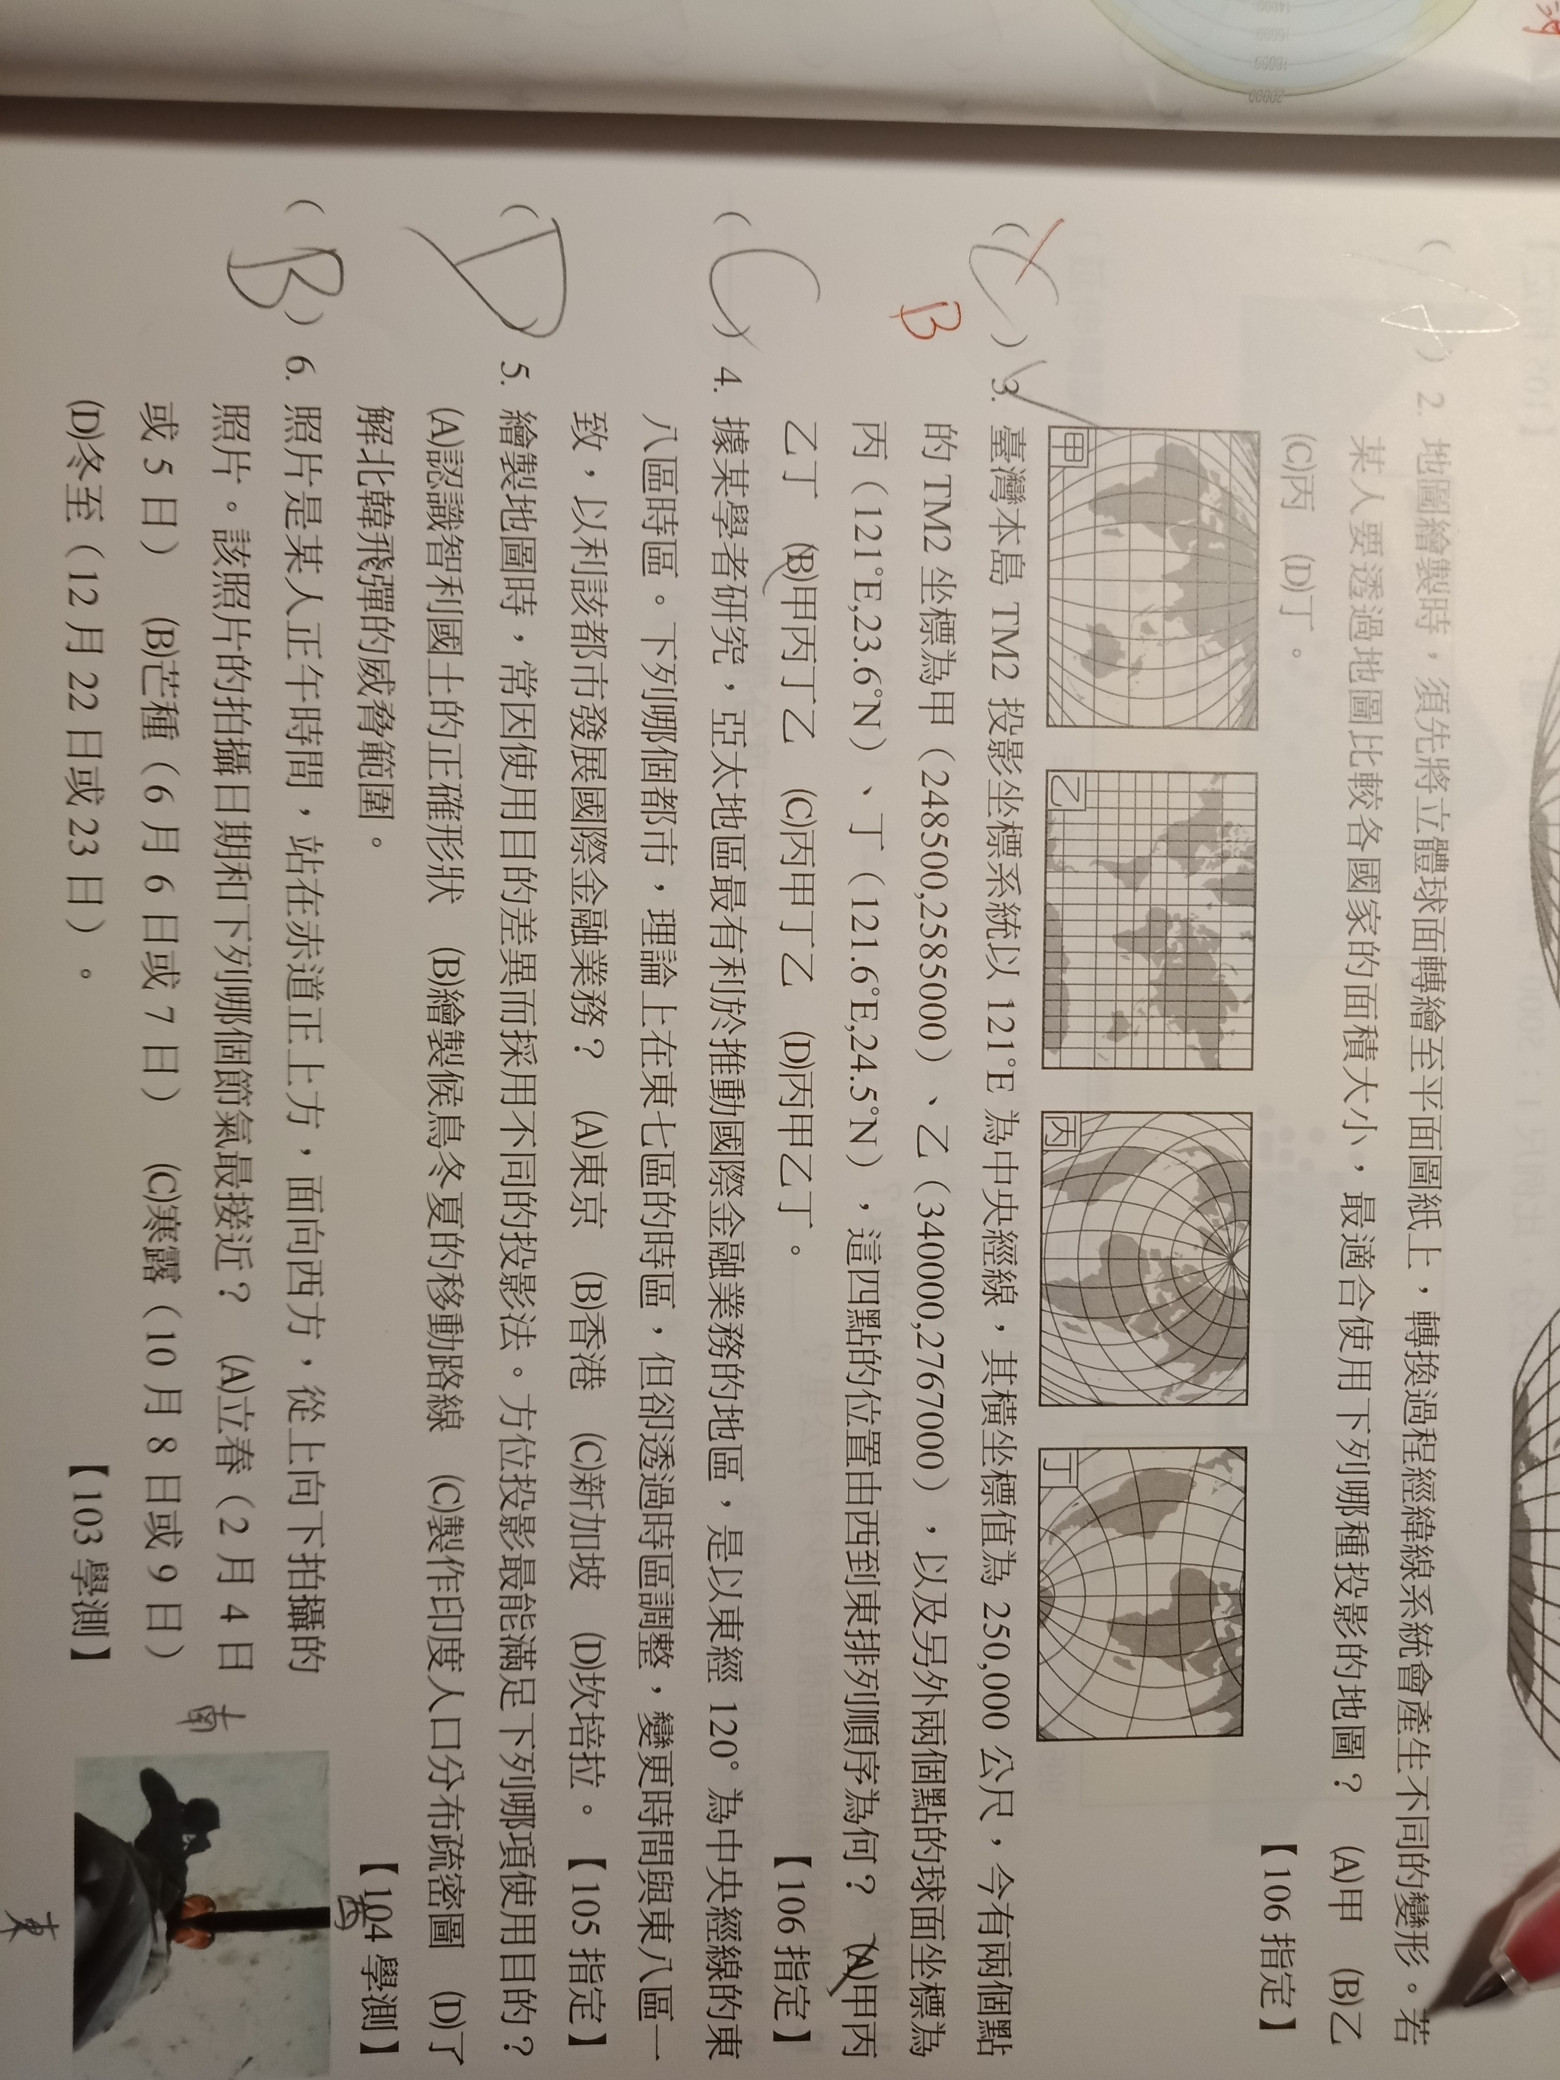 ( ) 2. 地圖繪製時，須先將立體球面轉繪至平面圖紙上，轉換過程經緯線系統會產生不同的變形。若
某人要透過地圖比較各國家的面積大小，最適合使用下列哪種投影的地圖？ (A)甲 (B)乙
(C)丙 (D)丁。 【106 指定】
甲 乙 丙 丁
( C ) 3. 臺灣本島 TM2 投影坐標系統以 121°E 為中央經線，其橫坐標值為 250,000 公尺，今有兩個點
B
的 TM2 坐標為甲（248500,2585000）、乙（340000,2767000），以及另外兩個點的球面坐標為
丙（121°E,23.6°N）、丁（121.6°E,24.5°N），這四點的位置由西到東排列順序為何？ (A)甲丙
乙丁 (B)甲丙丁乙 (C)丙甲丁乙 (D)丙甲乙丁。 【106 指定】
( C ) 4. 據某學者研究，亞太地區最有利於推動國際金融業務的地區，是以東經 120° 為中央經線的東
八區時區。下列哪個都市，理論上在東七區的時區，但卻透過時區調整，變更時間與東八區一
致，以利該都市發展國際金融業務？ (A)東京 (B)香港 (C)新加坡 (D)坎培拉。 【105 指定】
( D 5. 繪製地圖時，常因使用目的差異而採用不同的投影法。方位投影最能滿足下列哪項使用目的？
(A)認識智利國土的正確形狀 (B)繪製候鳥冬夏的移動路線 (C)製作印度人口分布疏密圖 (D)了
解北韓飛彈的威脅範圍。 【104 學測】
( B ) 6. 照片是某人正午時間，站在赤道正上方，面向西方，從上向下拍攝的
照片。該照片的拍攝日期和下列哪個節氣最接近？ (A)立春（2 月 4 日
或 5 日） (B)芒種（6 月 6 日或 7 日） (C)寒露（10 月 8 日或 9 日）
(D)冬至（12 月 22 日或 23 日）。 【103 學測】
西
南
東
14000
16000
18000
20000